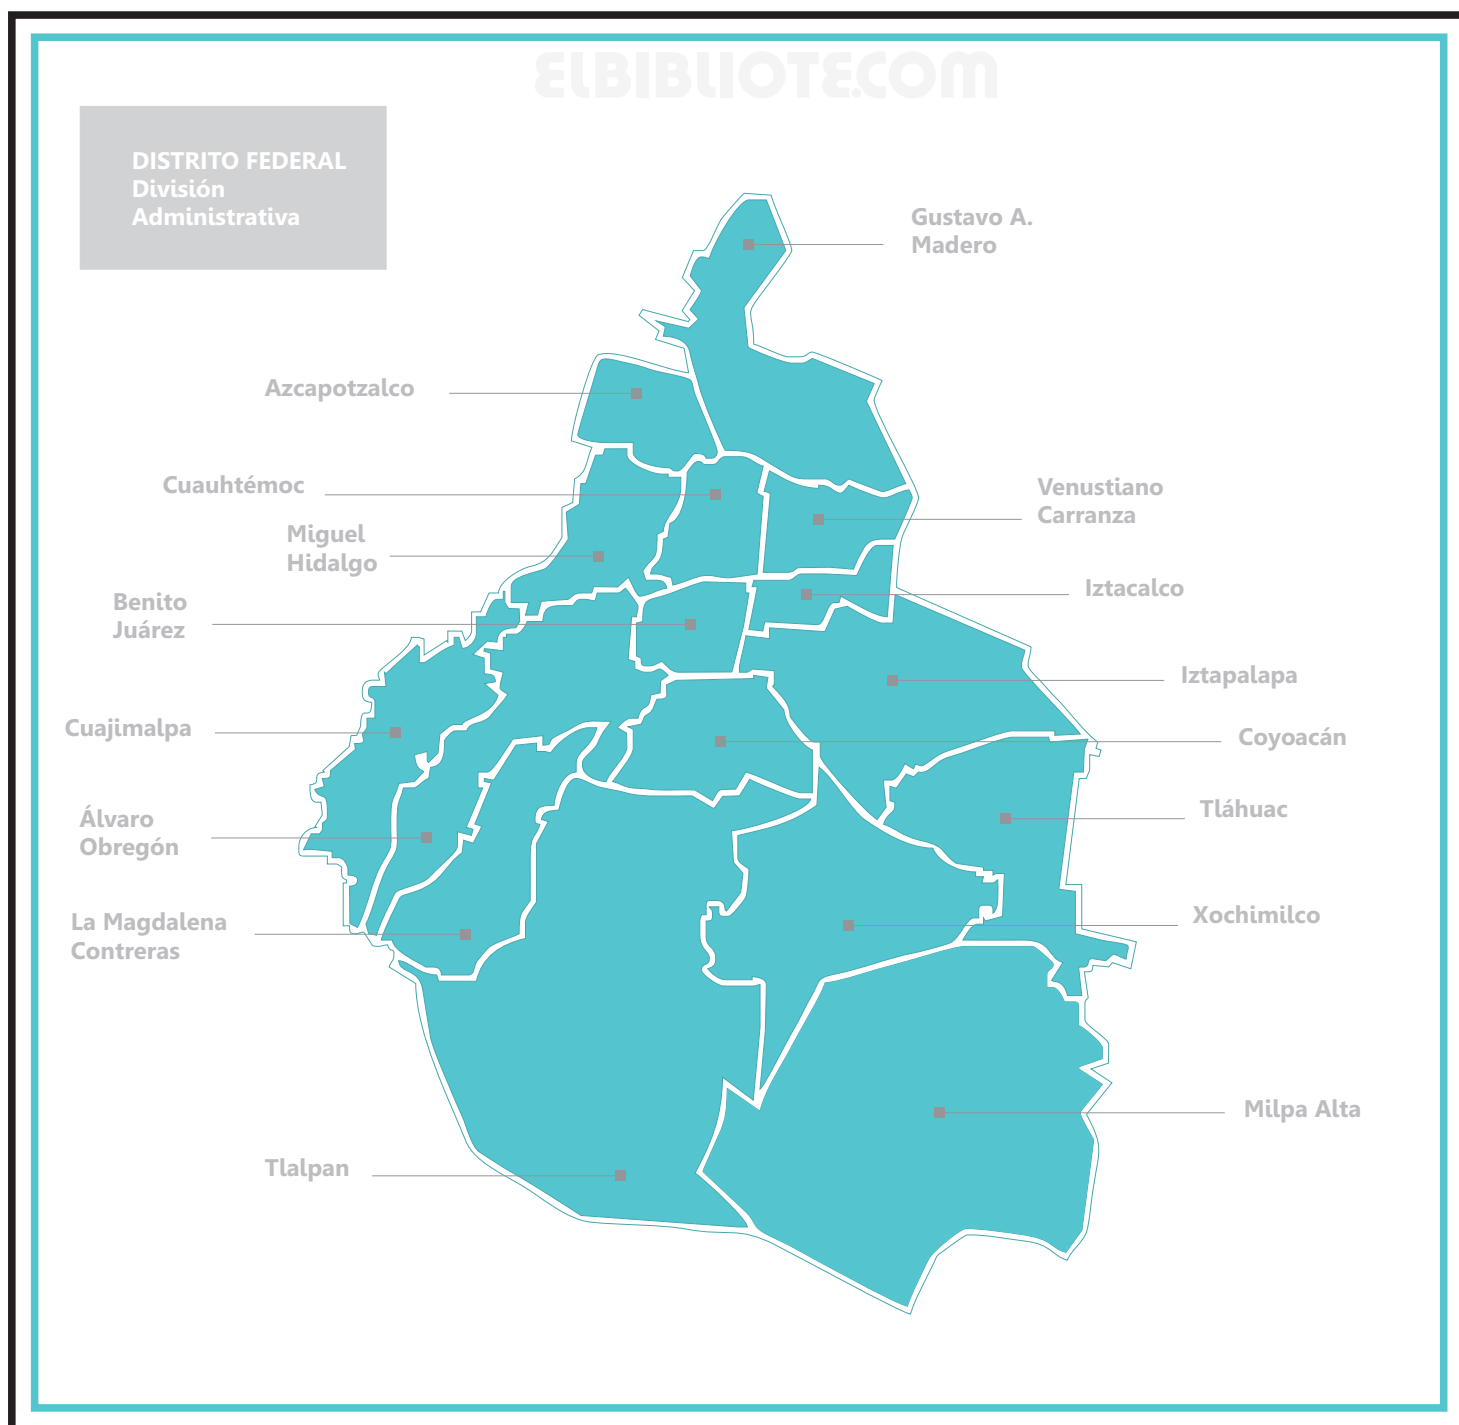 ELBIBLIOTE.COM
DISTRITO FEDERAL
División
Administrativa
Gustavo A.
Madero
Azcapotzalco
Cuauhtémoc
Venustiano
Carranza
Miguel
Hidalgo
Iztacalco
Benito
Juárez
Iztapalapa
Cuajimalpa
Coyoacán
Tláhuac
Álvaro
Obregón
Xochimilco
La Magdalena
Contreras
Milpa Alta
Tlalpan